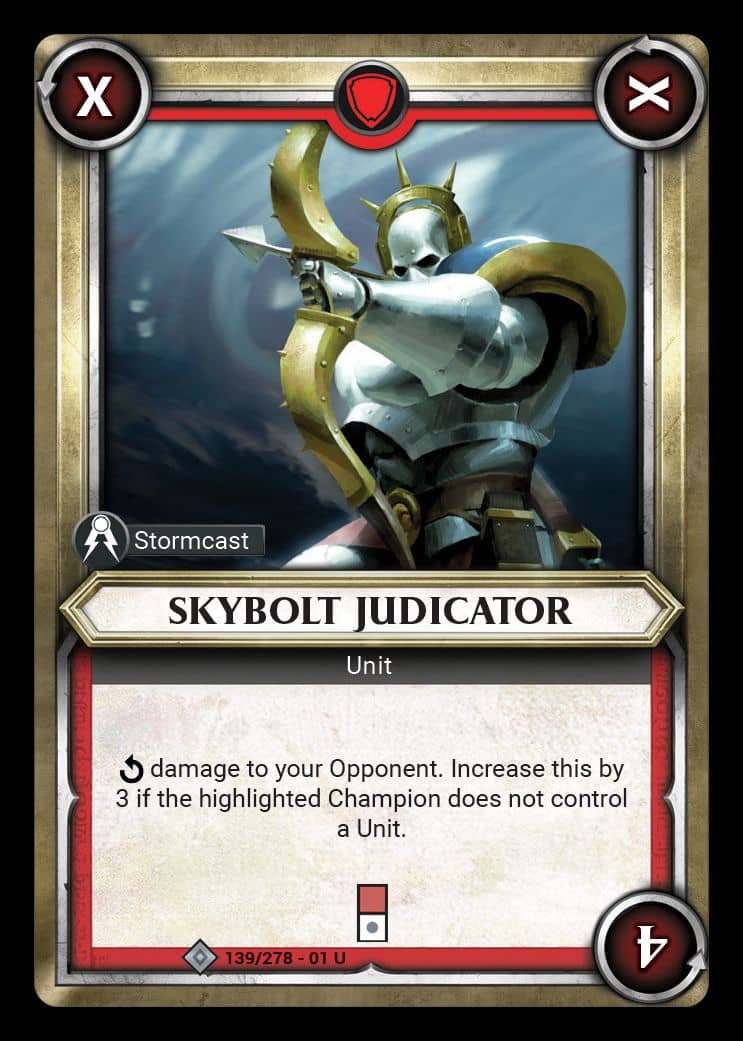 X X
Stormcast
SKYBOLT JUDICATOR
Unit
damage to your Opponent. Increase this by
3 if the highlighted Champion does not control
a Unit.
4
139/278 - 01 U